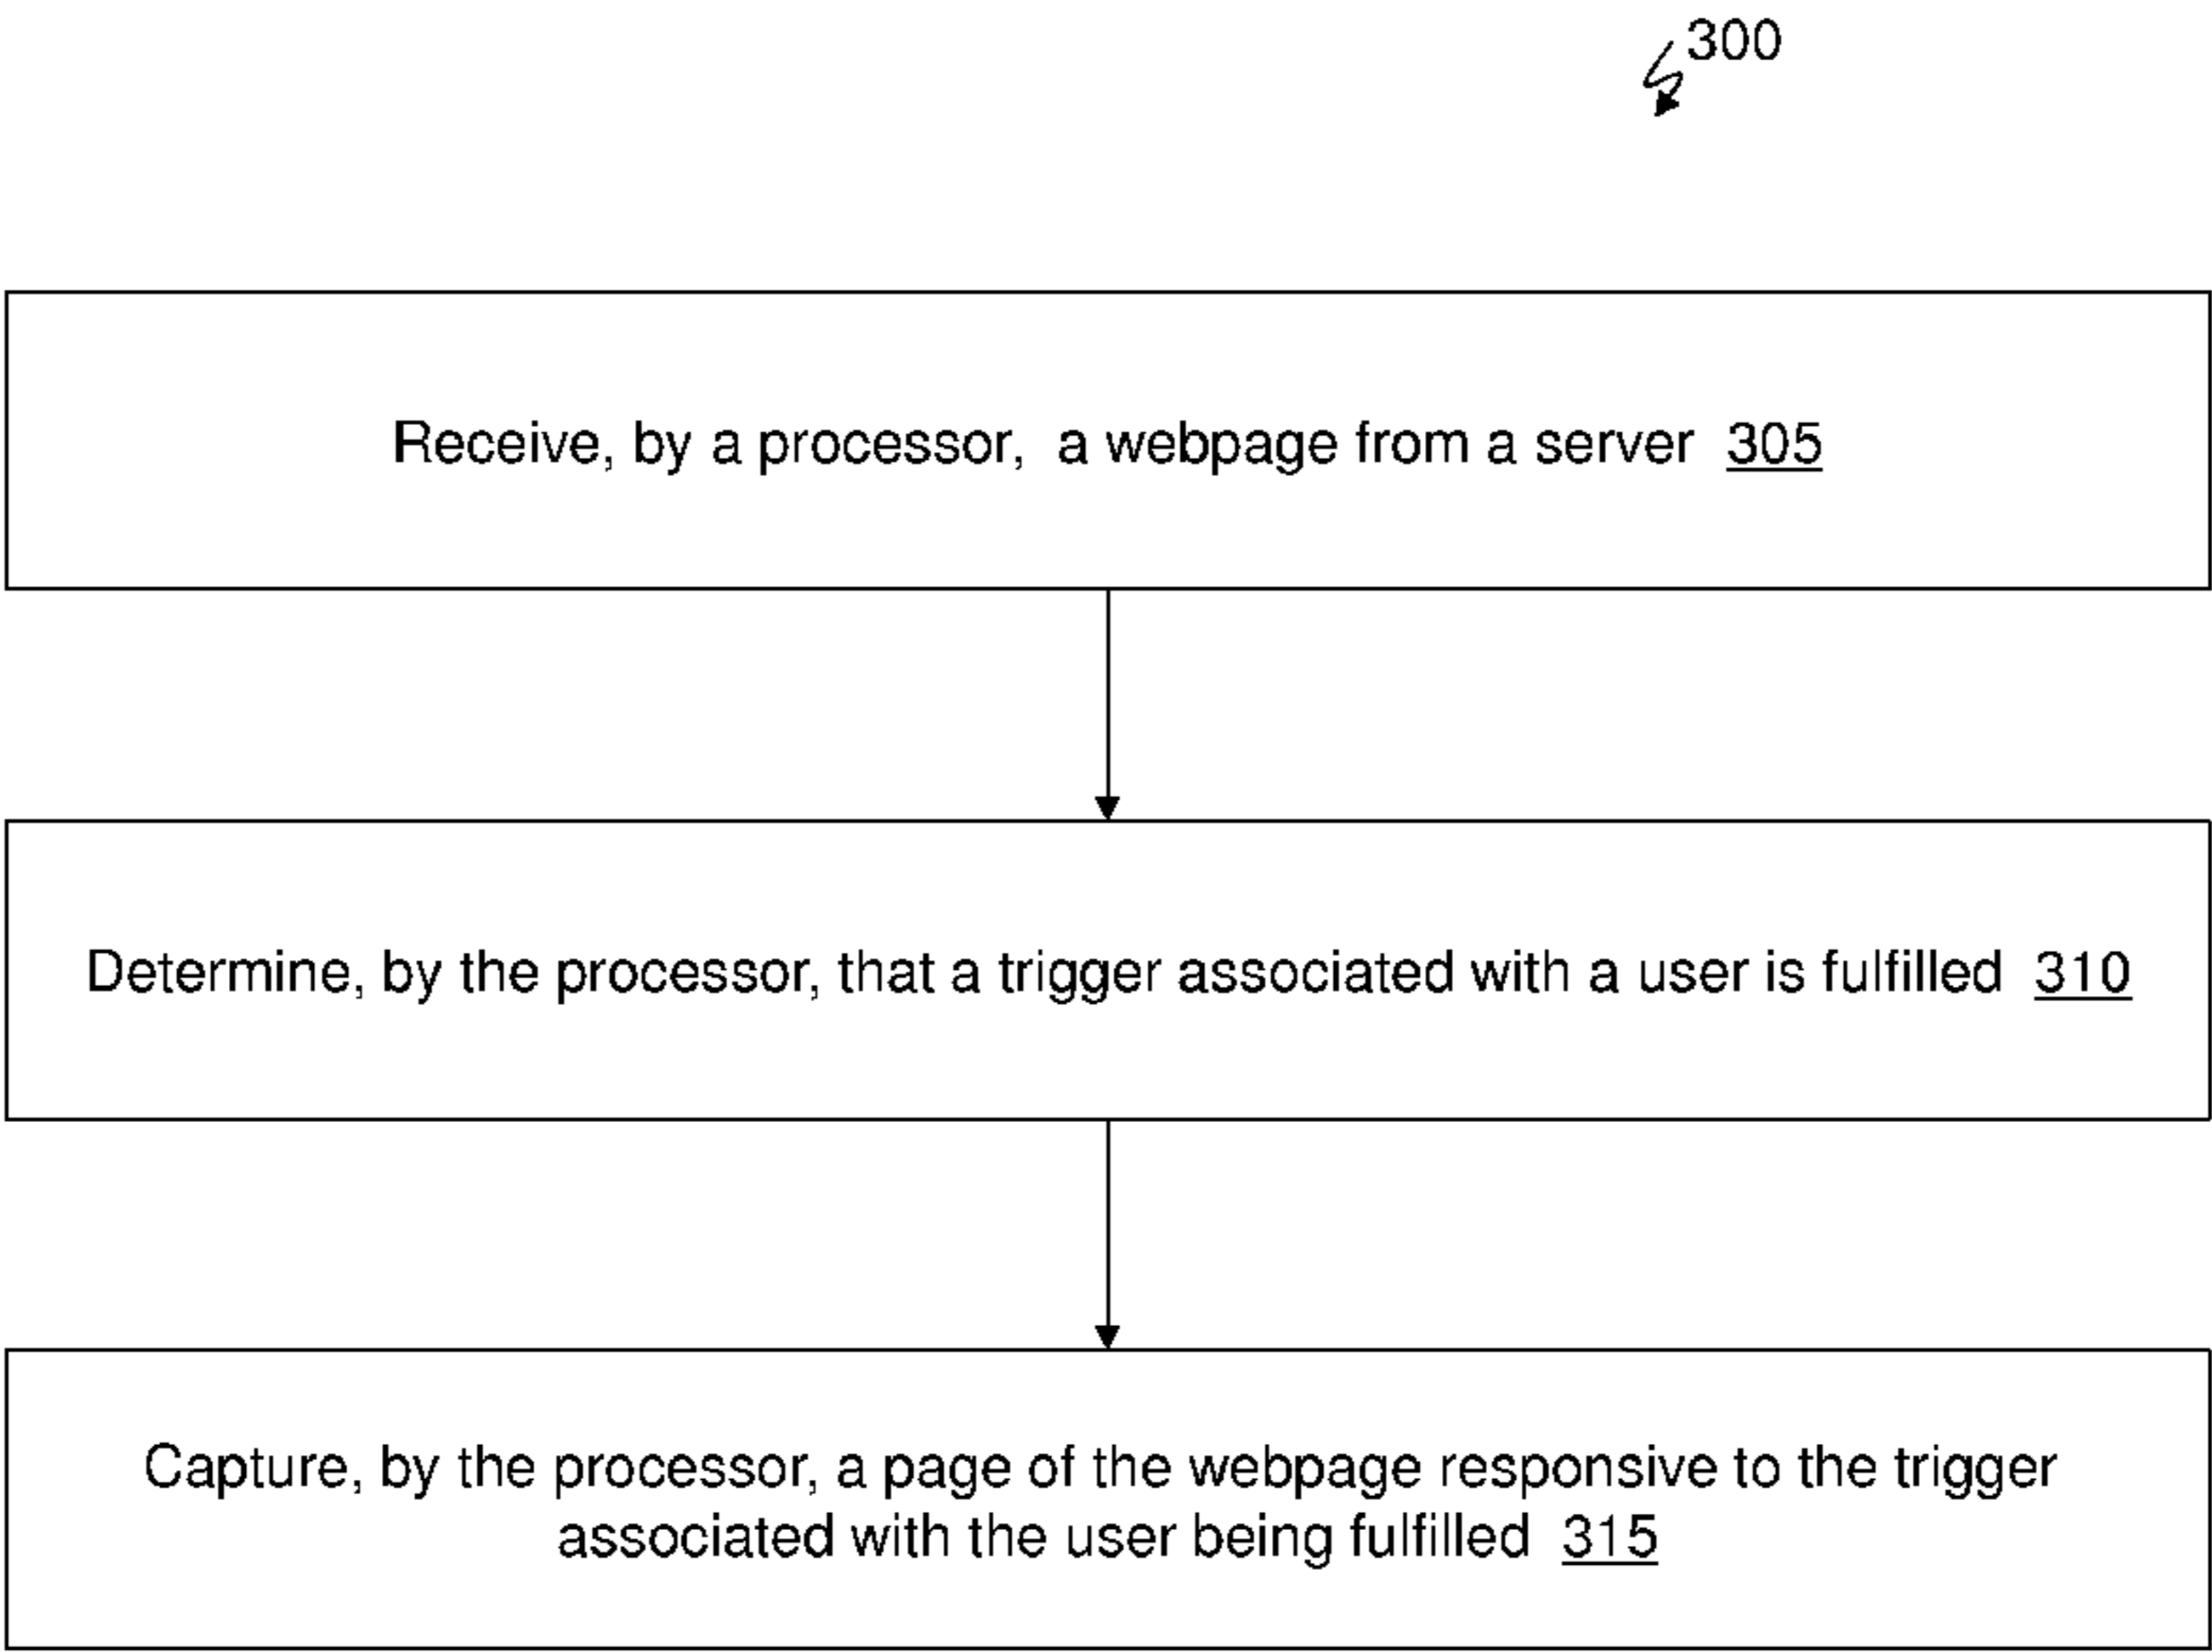 300
Receive, by a processor, a webpage from a server 305
Determine, by the processor, that a trigger associated with a user is fulfilled 310
Capture, by the processor, a page of the webpage responsive to the trigger
associated with the user being fulfilled 315